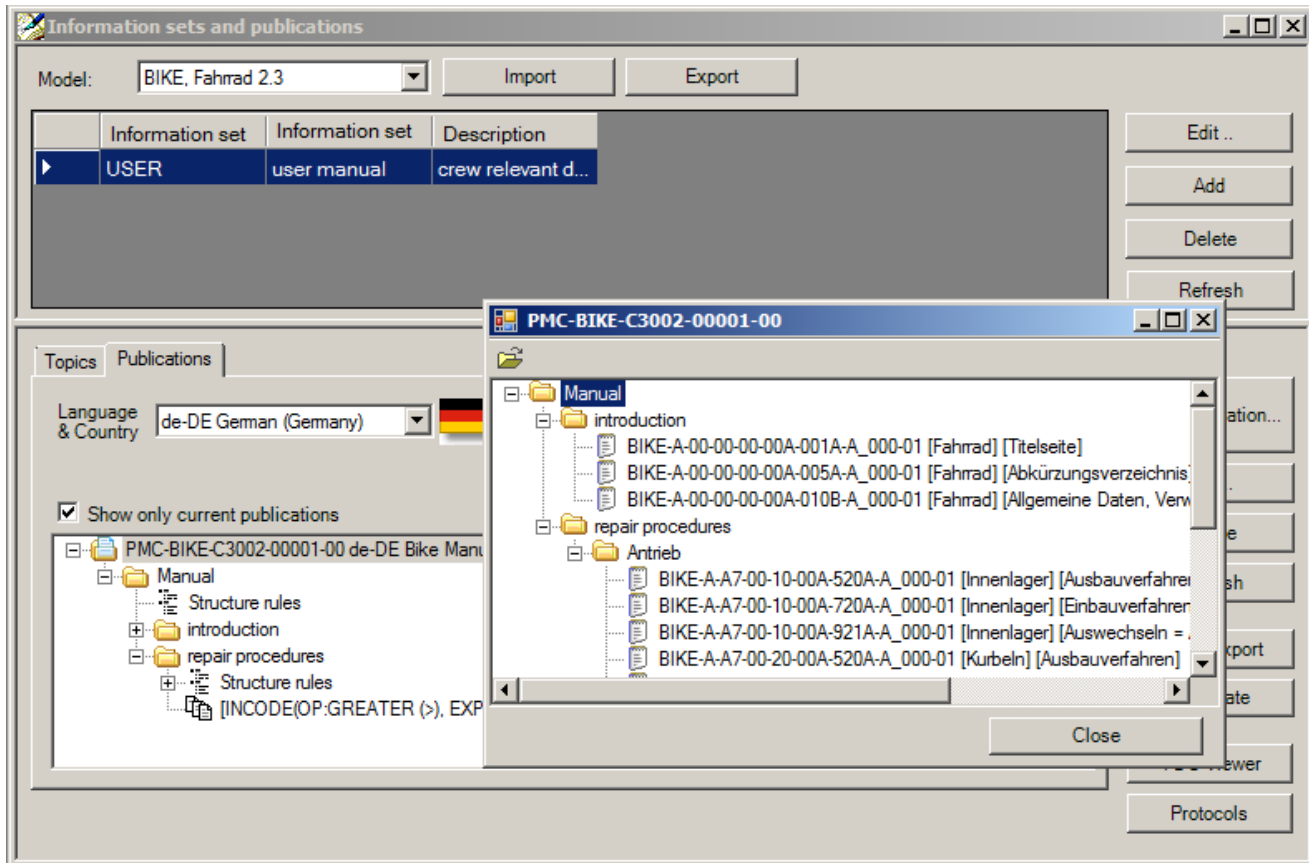 Information sets and publications
Model: BIKE, Fahrrad 2.3 Import Export
Information set Information set Description
USER user manual crew relevant d...
Edit ..
Add
Delete
Refresh
Topics Publications
Language & Country de-DE German (Germany)
Show only current publications
PMC-BIKE-C3002-00001-00 de-DE Bike
Manual
Structure rules
introduction
repair procedures
Structure rules
[INCODE(OP:GREATER (>),
PMC-BIKE-C3002-00001-00
Manual
introduction
BIKE-A-00-00-00-00A-001A-A_000-01 [Fahrrad] [Titelseite]
BIKE-A-00-00-00-00A-005A-A_000-01 [Fahrrad] [Abkürzungsverzeichnis]
BIKE-A-00-00-00-00A-010B-A_000-01 [Fahrrad] [Allgemeine Daten,
repair procedures
Antrieb
BIKE-A-A7-00-10-00A-520A-A_000-01 [Innenlager] [Ausbauverfahren
BIKE-A-A7-00-10-00A-720A-A_000-01 [Innenlager] [Einbauverfahren
BIKE-A-A7-00-10-00A-921A-A_000-01 [Innenlager] [Auswechseln =
BIKE-A-A7-00-20-00A-520A-A_000-01 [Kurbeln] [Ausbauverfahren]
Close
Protocols